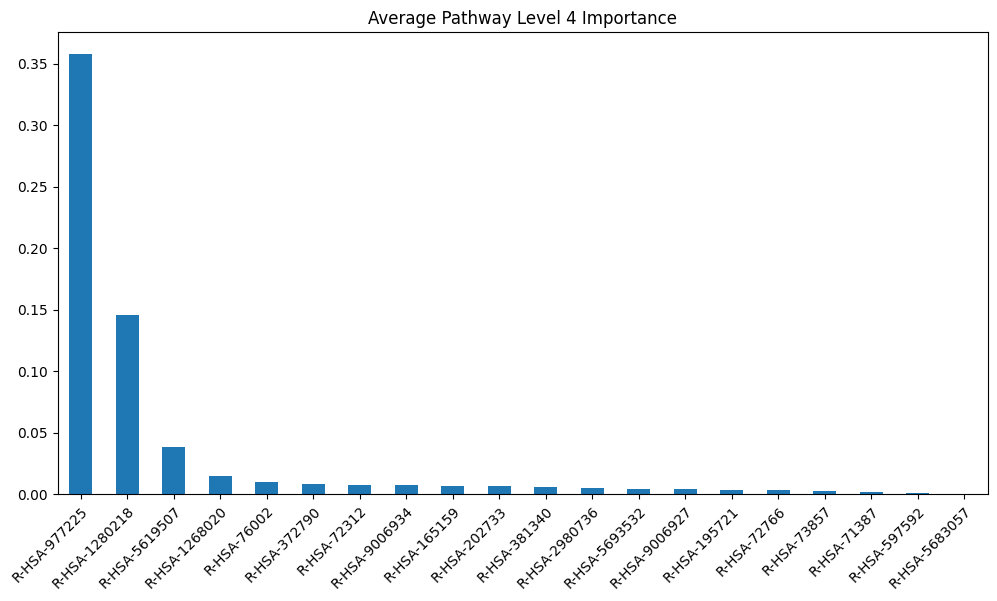 Average Pathway Level 4 Importance
0.35
0.30
0.25
0.20
0.15
0.10
0.05
0.00
R-HSA-977225
R-HSA-1280218
R-HSA-5619507
R-HSA-1268020
R-HSA-76002
R-HSA-372790
R-HSA-72312
R-HSA-9006934
R-HSA-165159
R-HSA-202733
R-HSA-381340
R-HSA-2980736
R-HSA-5693532
R-HSA-9006927
R-HSA-195721
R-HSA-72766
R-HSA-73857
R-HSA-71387
R-HSA-597592
R-HSA-5683057